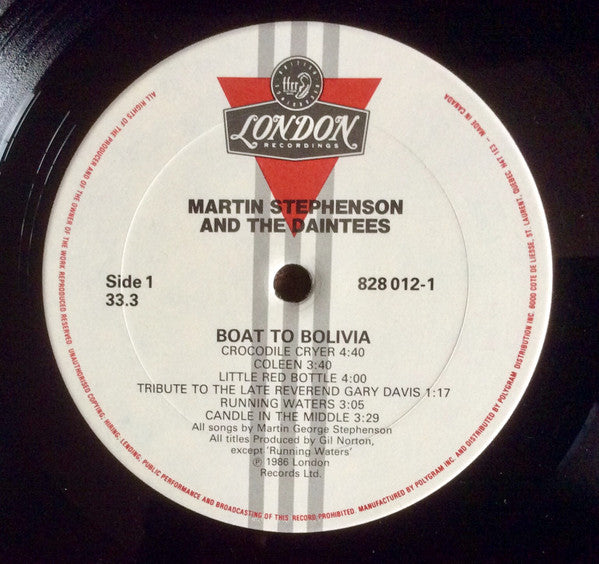 ffrr
LONDON
RECORDINGS
MARTIN STEPHENSON
AND THE DAINTEES
Side 1
33.3
828 012-1
BOAT TO BOLIVIA
CROCODILE CRYER 4:40
COLEEN 3:40
LITTLE RED BOTTLE 4:00
TRIBUTE TO THE LATE REVEREND GARY DAVIS 1:17
RUNNING WATERS 3:05
CANDLE IN THE MIDDLE 3:29
All songs by Martin George Stephenson
All titles Produced by Gil Norton,
except 'Running Waters'
℗ 1986 London
Records Ltd.
ALL RIGHTS OF THE PRODUCER AND OF THE OWNER OF THE WORK REPRODUCED RESERVED. UNAUTHORISED COPYING, HIRING, LENDING, PUBLIC PERFORMANCE AND BROADCASTING OF THIS RECORD PROHIBITED. MANUFACTURED BY POLYGRAM INC. AND DISTRIBUTED BY POLYGRAM DISTRIBUTION INC. 6000 COTE DE LIESSE, ST. LAURENT, QUEBEC H4T 1E3 – MADE IN CANADA